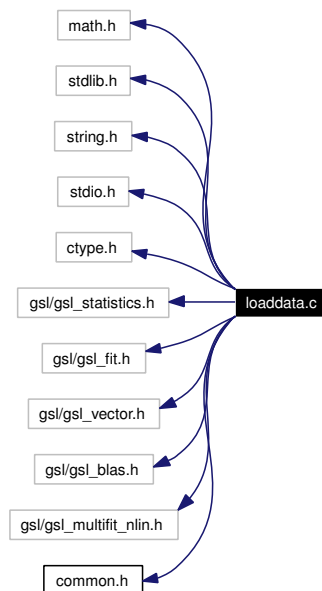 math.h
stdlib.h
string.h
stdio.h
ctype.h
gsl/gsl_statistics.h
loaddata.c
gsl/gsl_fit.h
gsl/gsl_vector.h
gsl/gsl_blas.h
gsl/gsl_multifit_nlin.h
common.h